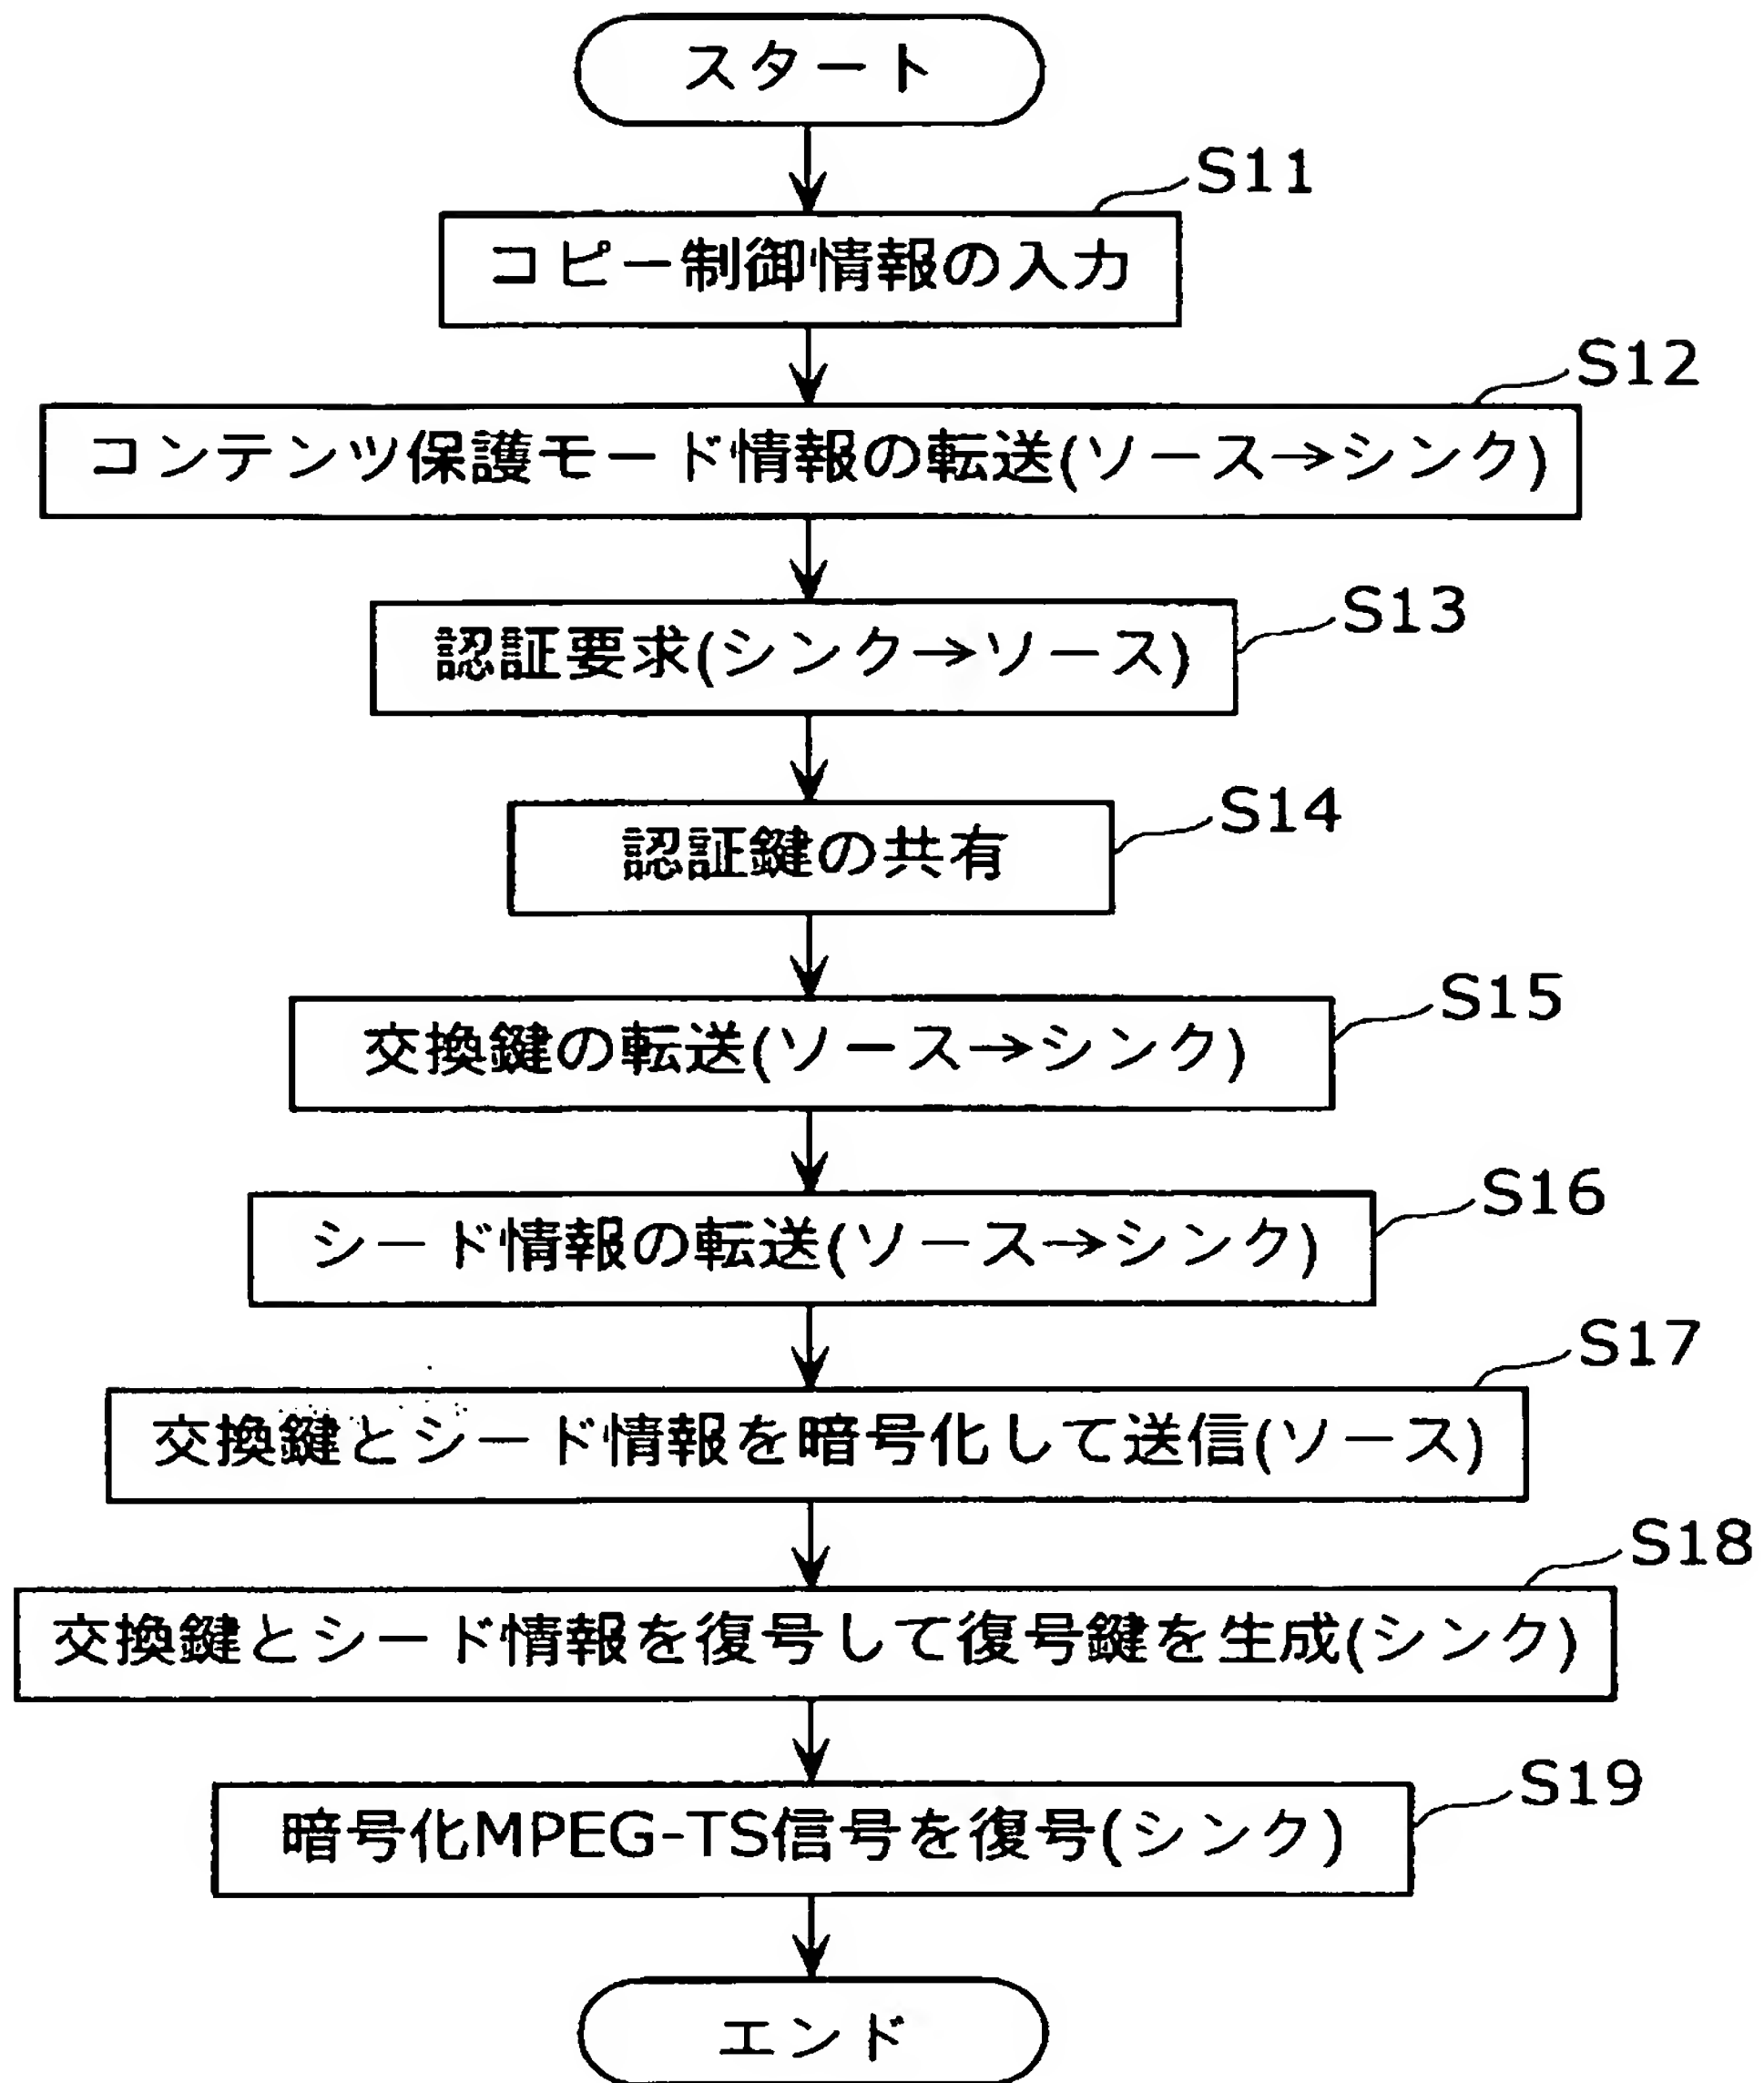 スタート
S11
コピー制御情報の入力
S12
コンテンツ保護モード情報の転送(ソース→シンク)
S13
認証要求(シンク→ソース)
S14
認証鍵の共有
S15
交換鍵の転送(ソース→シンク)
S16
シード情報の転送(ソース→シンク)
S17
交換鍵とシード情報を暗号化して送信(ソース)
S18
交換鍵とシード情報を復号して復号鍵を生成(シンク)
S19
暗号化MPEG-TS信号を復号(シンク)
エンド